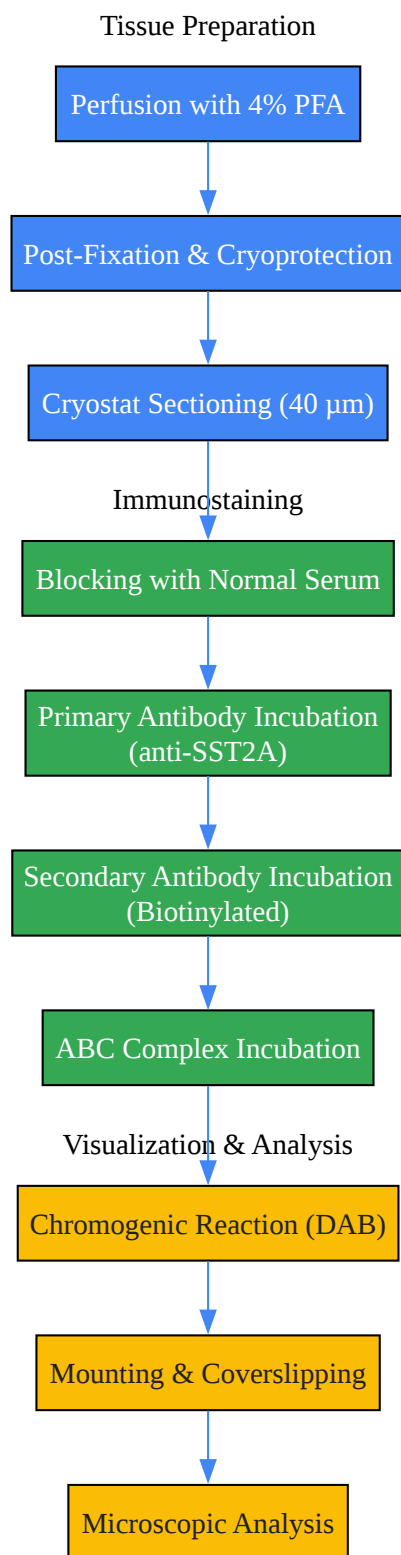 Tissue Preparation
Perfusion with 4% PFA
Post-Fixation & Cryoprotection
Cryostat Sectioning (40 µm)
Immunostaining
Blocking with Normal Serum
Primary Antibody Incubation
(anti-SST2A)
Secondary Antibody Incubation
(Biotinylated)
ABC Complex Incubation
Visualization & Analysis
Chromogenic Reaction (DAB)
Mounting & Coverslipping
Microscopic Analysis